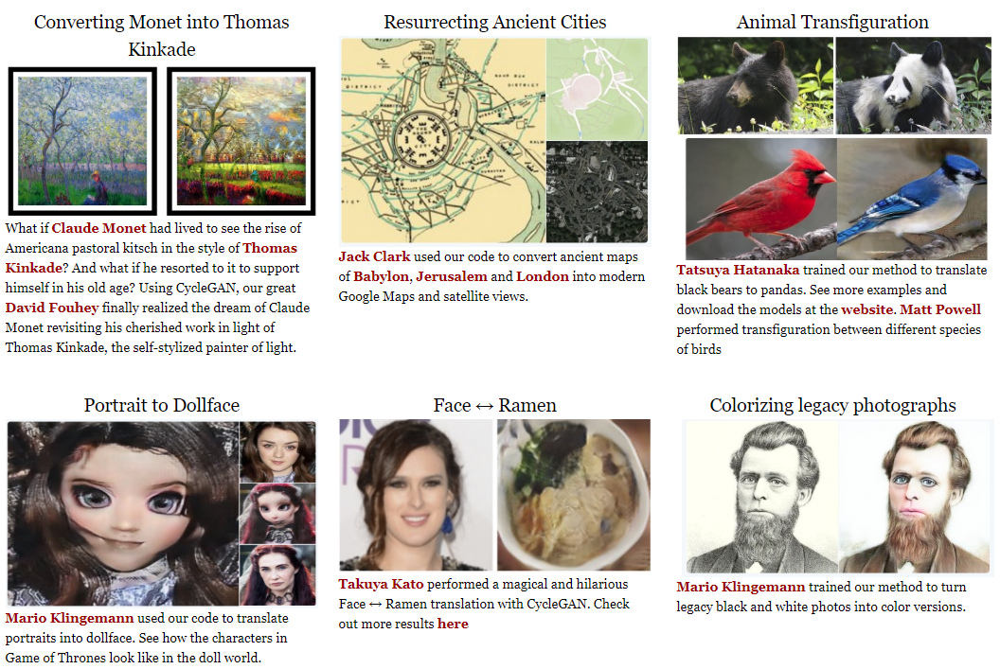 Converting Monet into Thomas
Kinkade
What if Claude Monet had lived to see the rise of
Americana pastoral kitsch in the style of Thomas
Kinkade? And what if he resorted to it to support
himself in his old age? Using CycleGAN, our great
David Fouhey finally realized the dream of Claude
Monet revisiting his cherished work in light of
Thomas Kinkade, the self-stylized painter of light.
Resurrecting Ancient Cities
DISTRICT
Jack Clark used our code to convert ancient maps
of Babylon, Jerusalem and London into modern
Google Maps and satellite views.
Animal Transfiguration
Tatsuya Hatanaka trained our method to translate
black bears to pandas. See more examples and
download the models at the website. Matt Powell
performed transfiguration between different species
of birds
Portrait to Dollface
Mario Klingemann used our code to translate
portraits into dollface. See how the characters in
Game of Thrones look like in the doll world.
Face ↔ Ramen
Takuya Kato performed a magical and hilarious
Face ↔ Ramen translation with CycleGAN. Check
out more results here
Colorizing legacy photographs
Mario Klingemann trained our method to turn
legacy black and white photos into color versions.